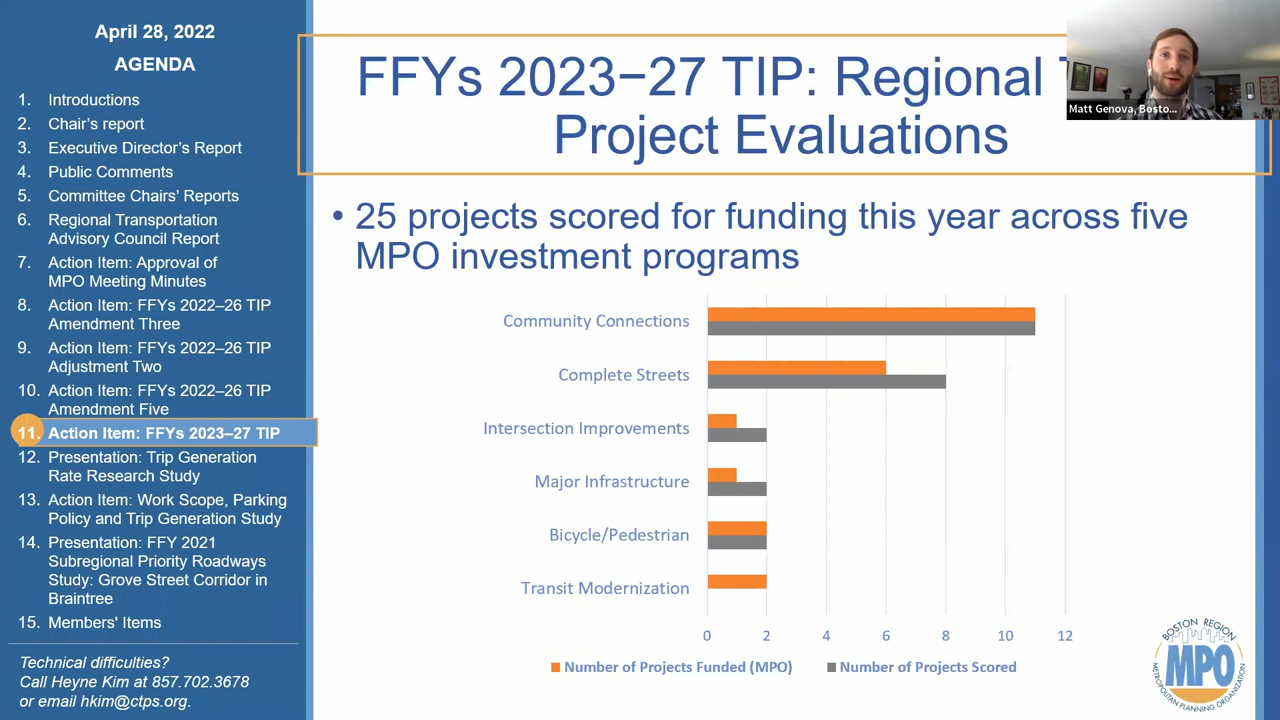 April 28, 2022
AGENDA
1. Introductions
2. Chair's report
3. Executive Director's Report
4. Public Comments
5. Committee Chairs' Reports
6. Regional Transportation
Advisory Council Report
7. Action Item: Approval of
MPO Meeting Minutes
8. Action Item: FFYs 2022–26 TIP
Amendment Three
9. Action Item: FFYs 2022–26 TIP
Adjustment Two
10. Action Item: FFYs 2022–26 TIP
Amendment Five
11. Action Item: FFYs 2023–27 TIP
12. Presentation: Trip Generation
Rate Research Study
13. Action Item: Work Scope, Parking
Policy and Trip Generation Study
14. Presentation: FFY 2021
Subregional Priority Roadways
Study: Grove Street Corridor in
Braintree
15. Members' Items
Technical difficulties?
Call Heyne Kim at 857.702.3678
or email hkim@ctps.org.
FFYs 2023−27 TIP: Regional
Project Evaluations
Matt Genova, Bosto...
• 25 projects scored for funding this year across five
MPO investment programs
Community Connections
Complete Streets
Intersection Improvements
Major Infrastructure
Bicycle/Pedestrian
Transit Modernization
0 2 4 6 8 10 12
Number of Projects Funded (MPO) Number of Projects Scored
BOSTON REGION
MPO
METROPOLITAN PLANNING ORGANIZATION